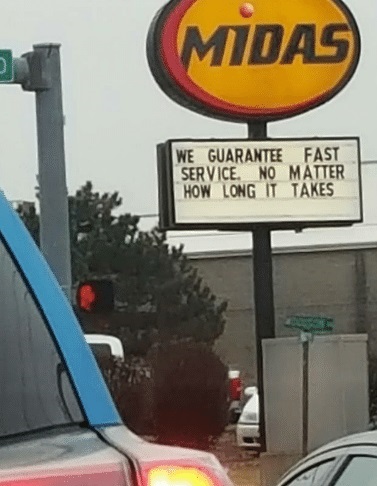 MIDAS
WE GUARANTEE FAST
SERVICE. NO MATTER
HOW LONG IT TAKES